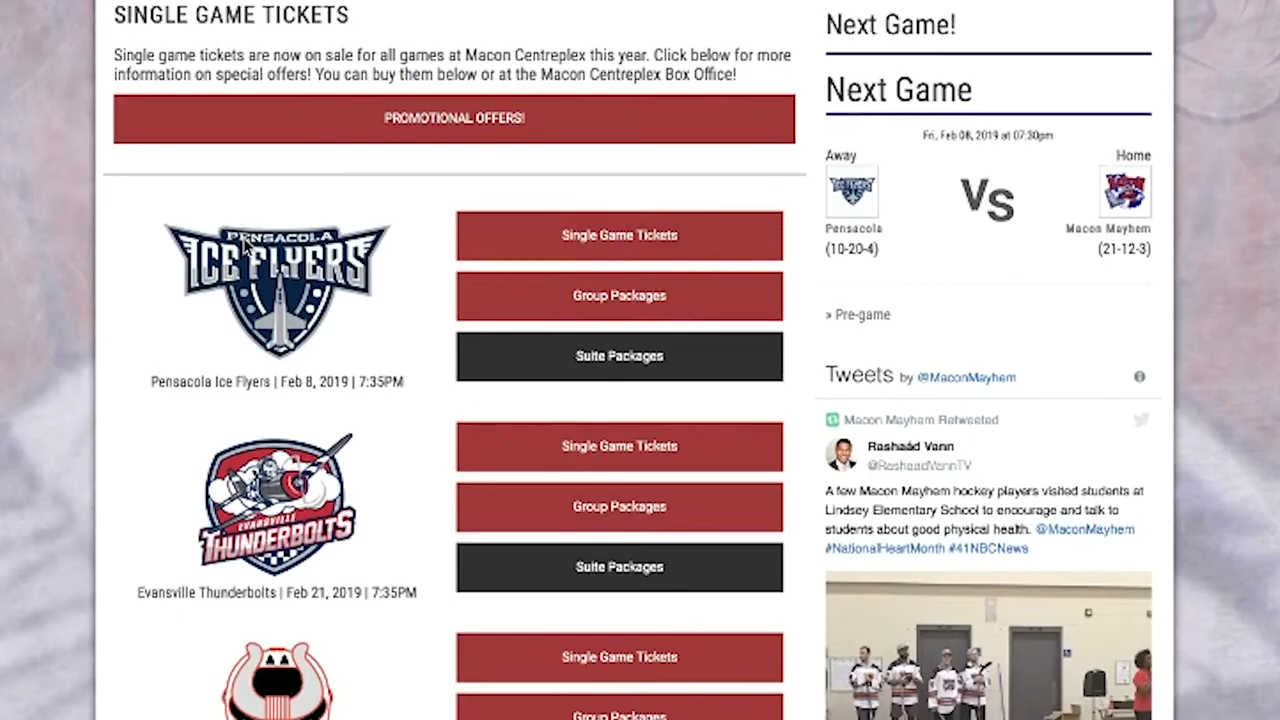 SINGLE GAME TICKETS
Single game tickets are now on sale for all games at Macon Centreplex this year. Click below for more
information on special offers! You can buy them below or at the Macon Centreplex Box Office!
PROMOTIONAL OFFERS!
PENSACOLA
ICE FLYERS
Pensacola Ice Flyers | Feb 8, 2019 | 7:35PM
Single Game Tickets
Group Packages
Suite Packages
EVANSVILLE
THUNDERBOLTS
Evansville Thunderbolts | Feb 21, 2019 | 7:35PM
Single Game Tickets
Group Packages
Suite Packages
Single Game Tickets
Group Packages
Next Game!
Next Game
Fri, Feb 08, 2019 at 07:30pm
Away
Home
ICE FLYERS
VS
Pensacola
Macon Mayhem
(10-20-4)
(21-12-3)
» Pre-game
Tweets by @MaconMayhem
Macon Mayhem Retweeted
Rashaád Vann
@RashaadVannTV
A few Macon Mayhem hockey players visited students at
Lindsey Elementary School to encourage and talk to
students about good physical health. @MaconMayhem
#NationalHeartMonth #41NBCNews